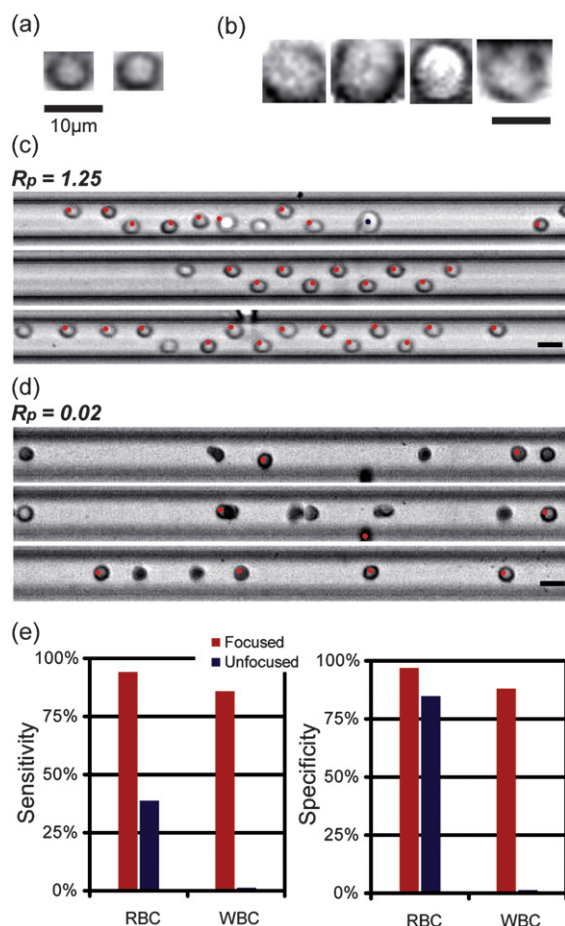 (a)
(b)
10μm
(c)
Rp = 1.25
(d)
Rp = 0.02
(e)
Focused
Unfocused
100%
75%
50%
25%
0%
Sensitivity
RBC WBC
100%
75%
50%
25%
0%
Specificity
RBC WBC